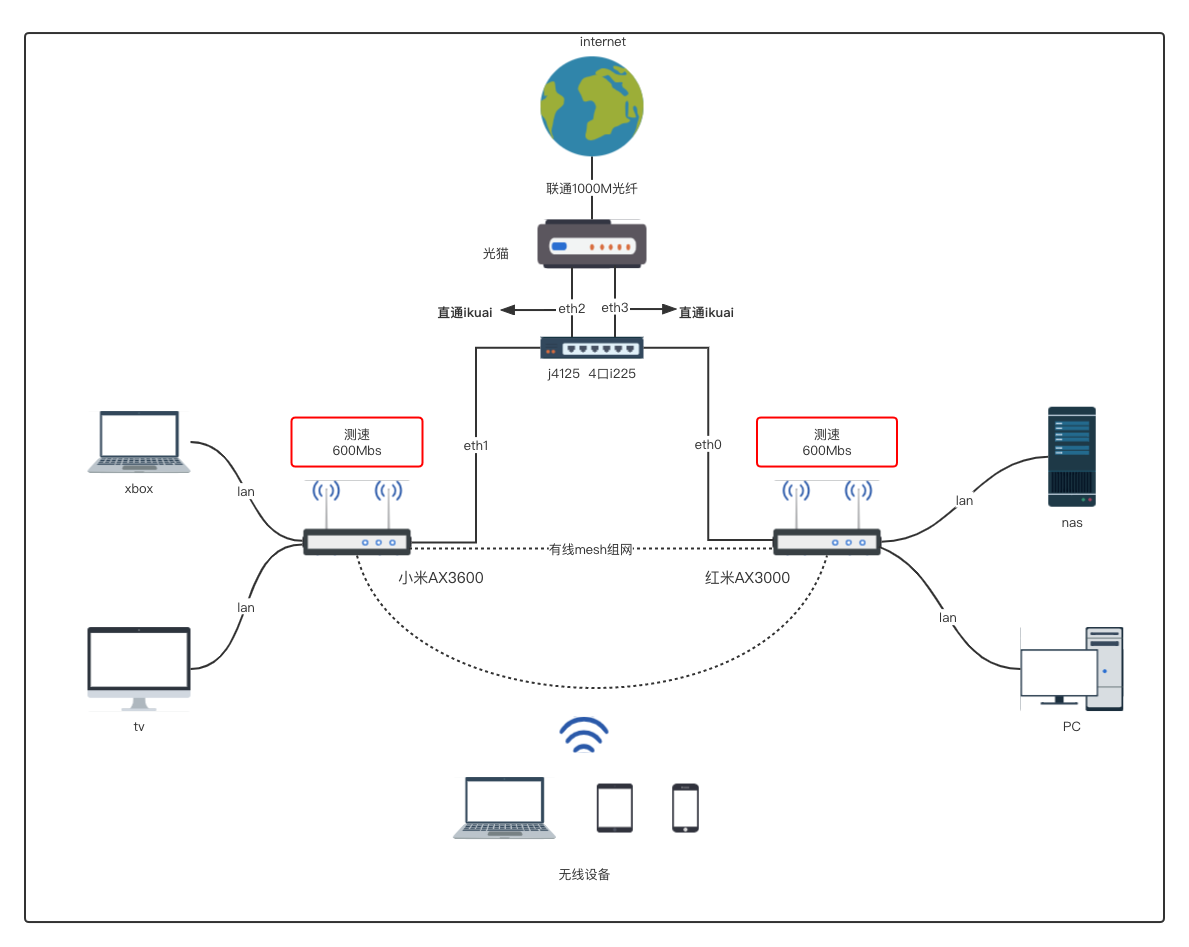 internet
联通1000M光纤
光猫
直通ikuai
eth2
eth3
直通ikuai
j4125 4口i225
测速
600Mbs
测速
600Mbs
eth1
eth0
xbox
lan
lan
nas
有线mesh组网
小米AX3600
红米AX3000
lan
lan
tv
PC
无线设备